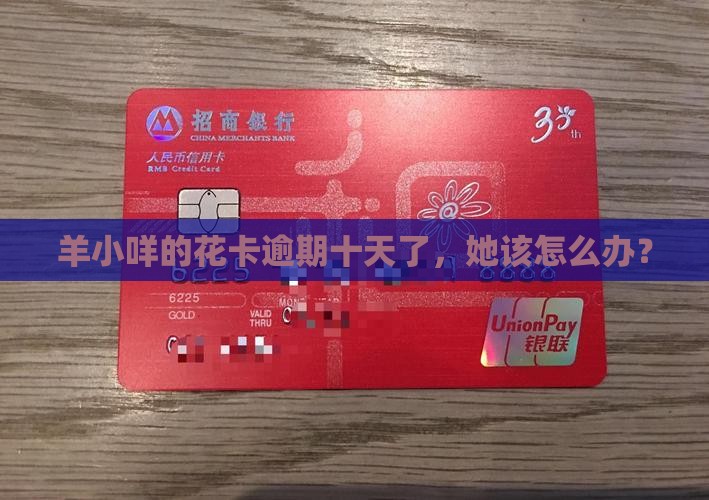 招商银行
CHINA MERCHANTS BANK
30th
人民币信用卡
RMB Credit Card
羊小咩的花卡逾期十天了，她该怎么办？
6225
6225
GOLD
VALID THRU
UnionPay
银联